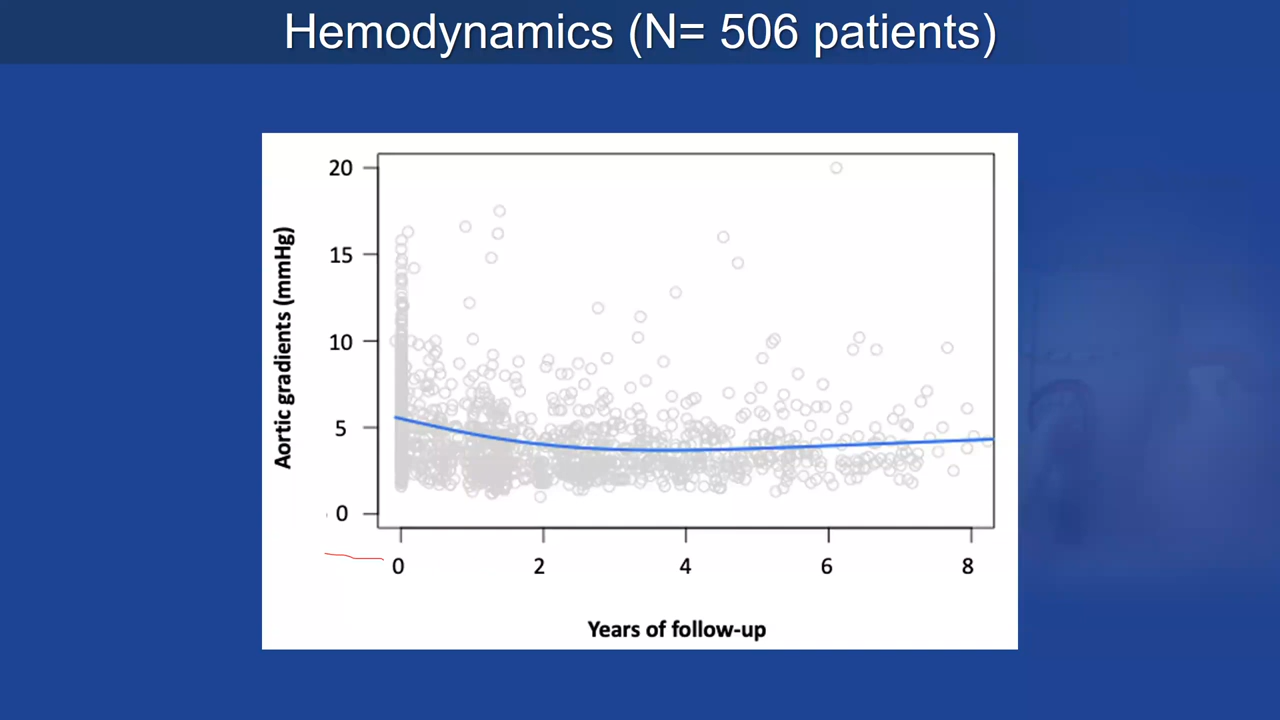 Hemodynamics (N= 506 patients)
Aortic gradients (mmHg)
20
15
10
5
0
0 2 4 6 8
Years of follow-up